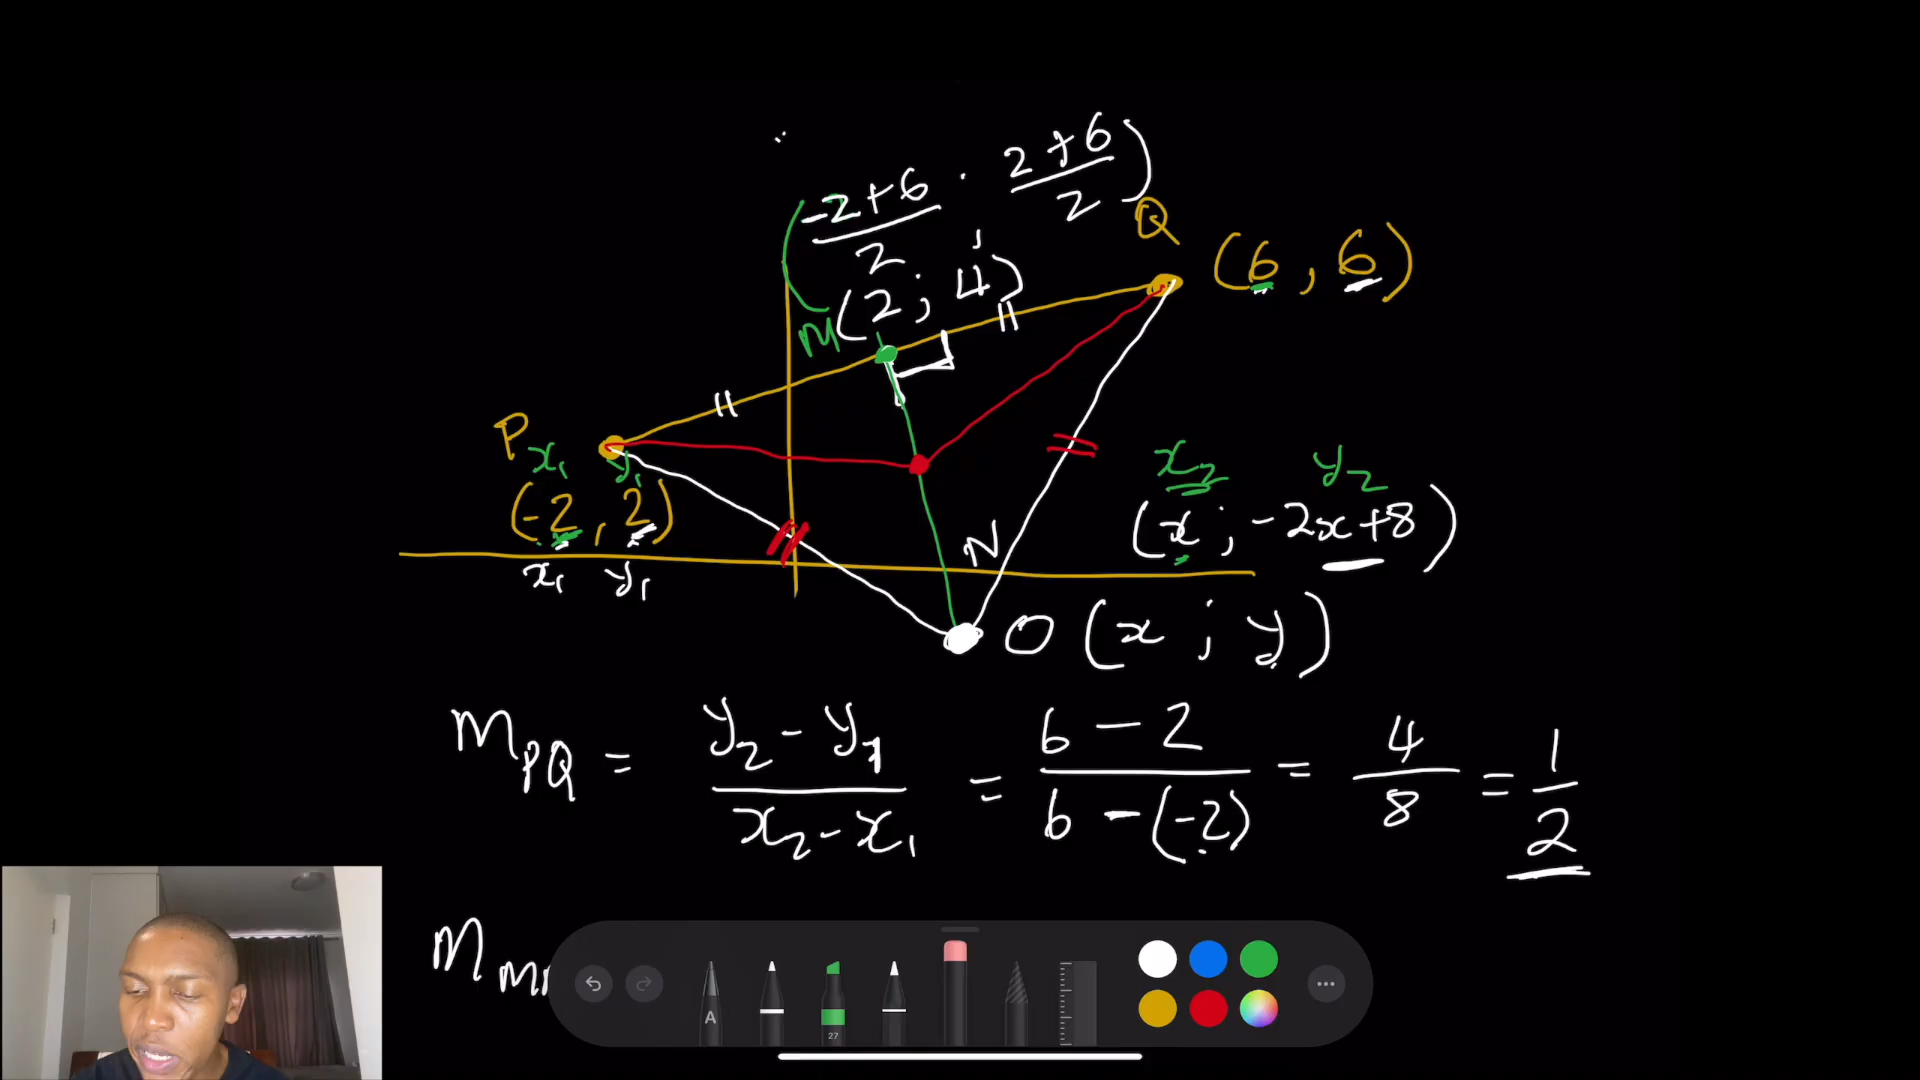 (-2+6/2 ; 2+6/2)
Q (6 , 6)
M (2 ; 4)
P
x₁ y₁
(-2 , 2)
x₁ y₁
x₂ y₂
(x ; -2x+8)
N
O (x ; y)
m_PQ = y₂ - y₁ / x₂ - x₁ = 6 - 2 / 6 - (-2) = 4/8 = 1/2
m
A
27